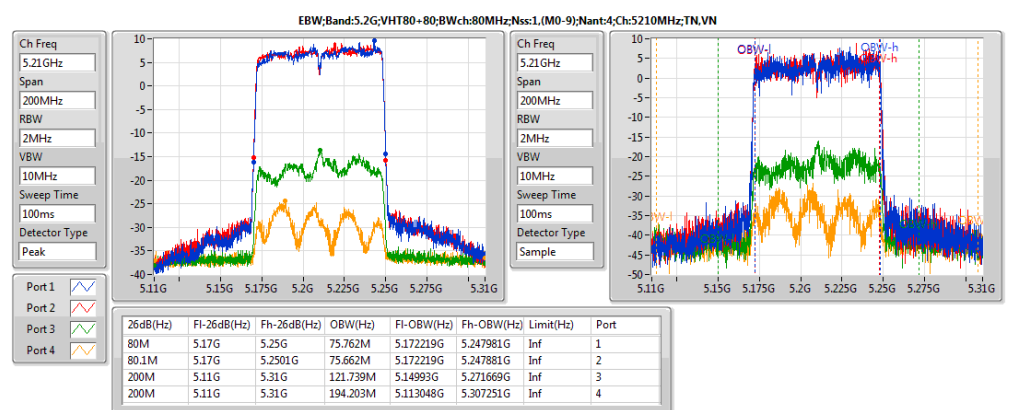 EBW;Band:5.2G;VHT80+80;BWch:80MHz;Nss:1,(M0-9);Nant:4;Ch:5210MHz;TN,VN
Ch Freq
5.21GHz
Span
200MHz
RBW
2MHz
VBW
10MHz
Sweep Time
100ms
Detector Type
Peak
10
5
0
-5
-10
-15
-20
-25
-30
-35
-40
5.11G 5.15G 5.175G 5.2G 5.225G 5.25G 5.275G 5.31G
Ch Freq
5.21GHz
Span
200MHz
RBW
2MHz
VBW
10MHz
Sweep Time
100ms
Detector Type
Sample
10
5
0
-5
-10
-15
-20
-25
-30
-35
-40
-45
-50
OBW-l OBW-h
5.11G 5.15G 5.175G 5.2G 5.225G 5.25G 5.275G 5.31G
Port 1
Port 2
Port 3
Port 4
26dB(Hz) Fl-26dB(Hz) Fh-26dB(Hz) OBW(Hz) Fl-OBW(Hz) Fh-OBW(Hz) Limit(Hz) Port
80M 5.17G 5.25G 75.762M 5.172219G 5.247981G Inf 1
80.1M 5.17G 5.2501G 75.662M 5.172219G 5.247881G Inf 2
200M 5.11G 5.31G 121.739M 5.14993G 5.271669G Inf 3
200M 5.11G 5.31G 194.203M 5.113048G 5.307251G Inf 4